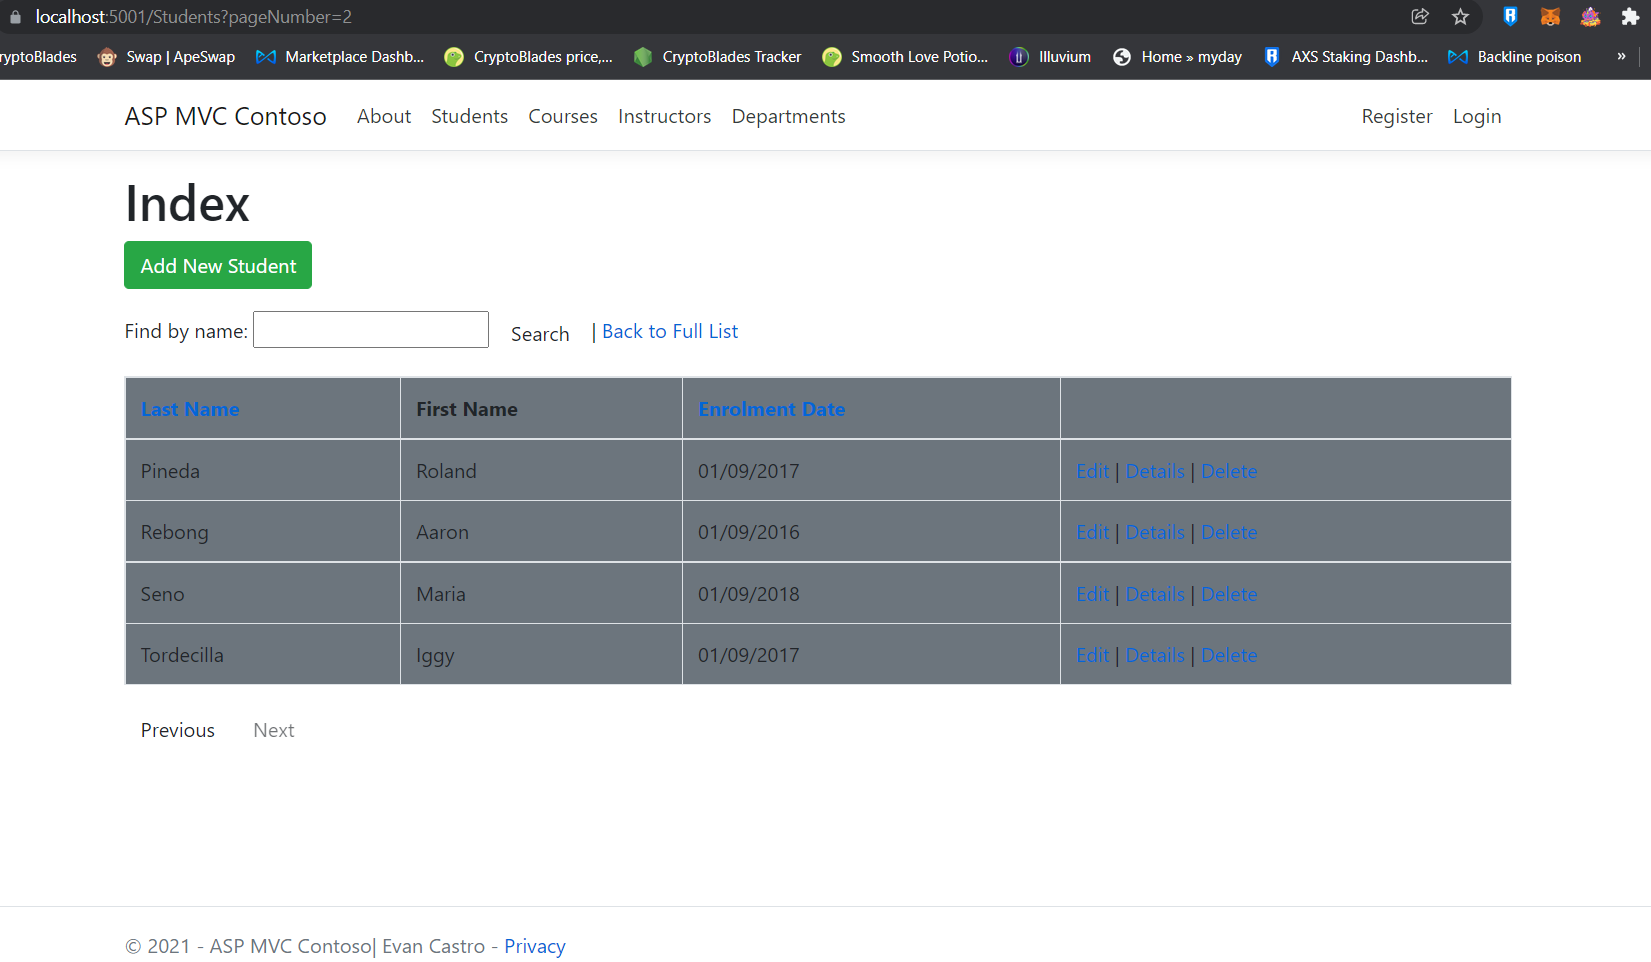 localhost:5001/Students?pageNumber=2
ryptoBlades Swap | ApeSwap Marketplace Dashb... CryptoBlades price,... CryptoBlades Tracker Smooth Love Potio... Illuvium Home » myday AXS Staking Dashb... Backline poison »
ASP MVC Contoso About Students Courses Instructors Departments Register Login
Index
Add New Student
Find by name: Search | Back to Full List
Last Name First Name Enrolment Date
Pineda Roland 01/09/2017 Edit | Details | Delete
Rebong Aaron 01/09/2016 Edit | Details | Delete
Seno Maria 01/09/2018 Edit | Details | Delete
Tordecilla Iggy 01/09/2017 Edit | Details | Delete
Previous Next
© 2021 - ASP MVC Contoso| Evan Castro - Privacy